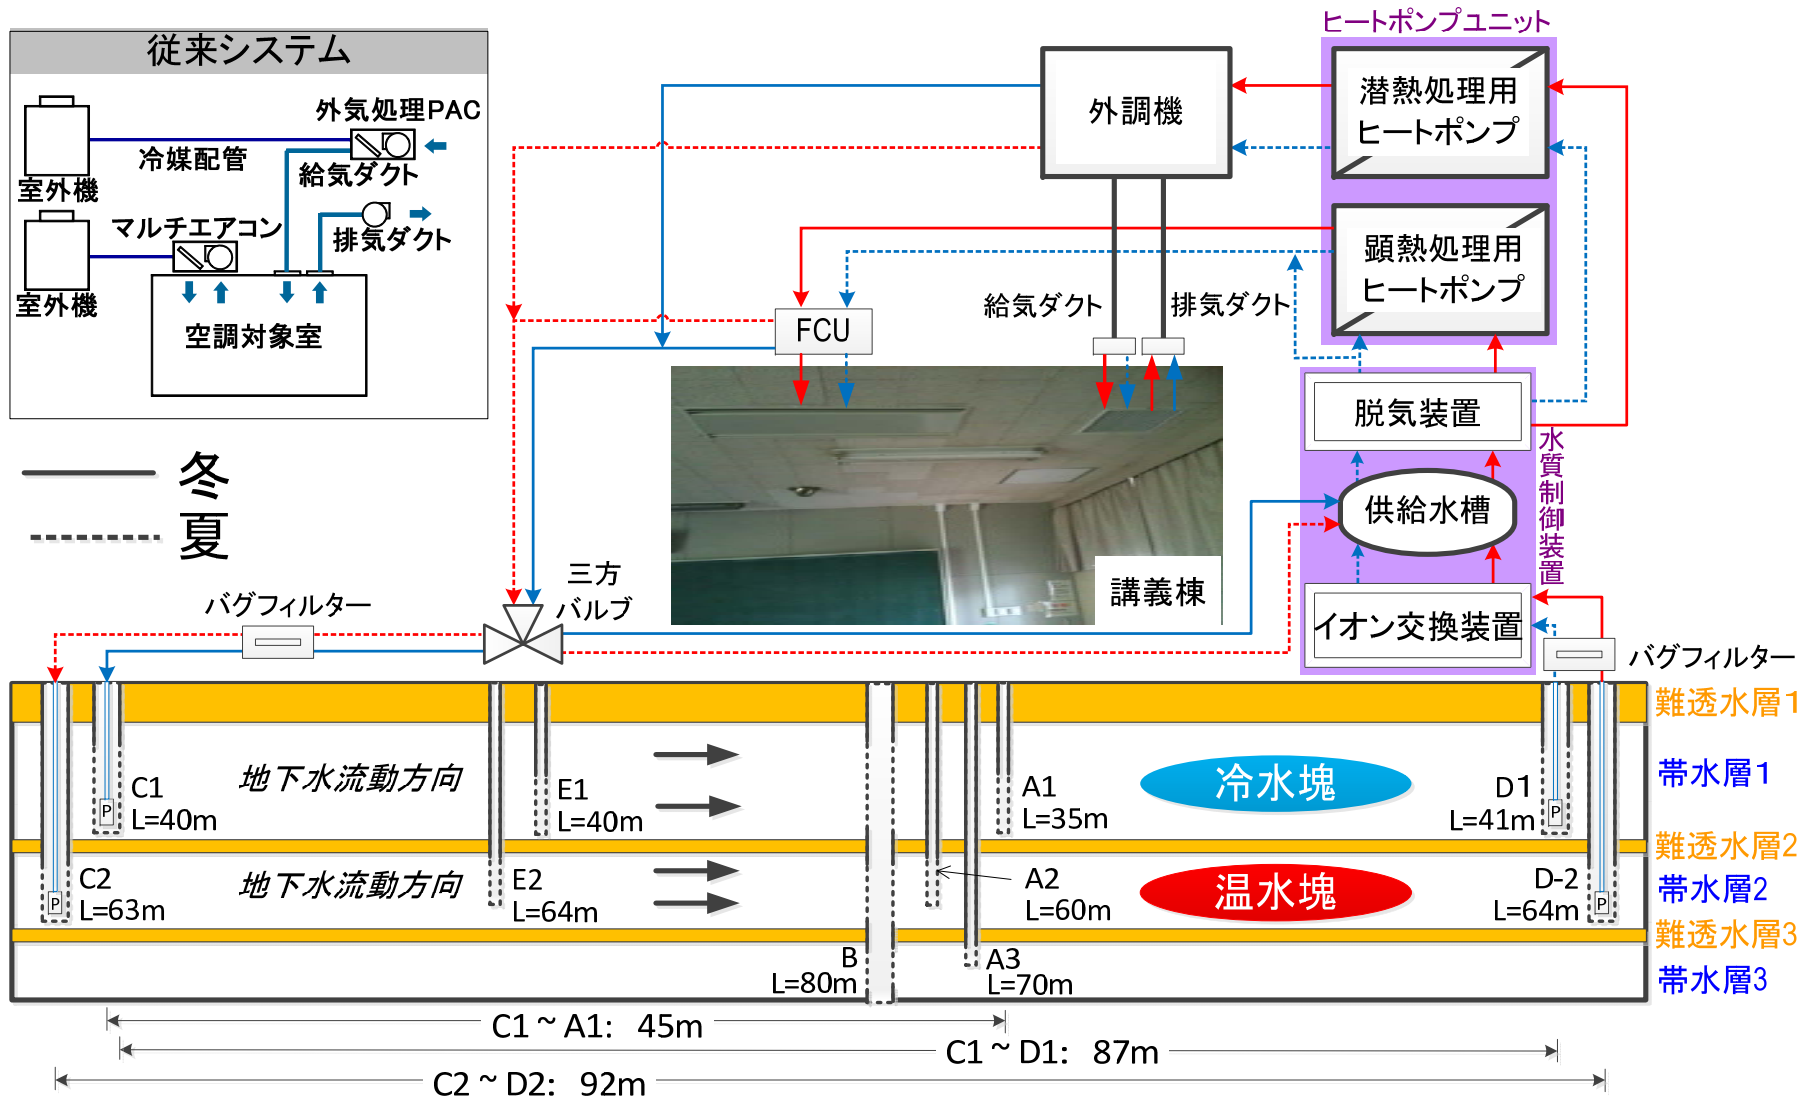 従来システム
外気処理PAC
冷媒配管
給気ダクト
室外機
マルチエアコン
排気ダクト
室外機
空調対象室
冬
夏
ヒートポンプユニット
潜熱処理用
ヒートポンプ
外調機
顕熱処理用
ヒートポンプ
給気ダクト
排気ダクト
FCU
脱気装置
供給水槽
水質制御装置
イオン交換装置
講義棟
三方
バルブ
バグフィルター
バグフィルター
難透水層1
帯水層1
難透水層2
帯水層2
難透水層3
帯水層3
地下水流動方向
地下水流動方向
冷水塊
温水塊
P
C1
L=40m
P
C2
L=63m
E1
L=40m
E2
L=64m
A1
L=35m
A2
L=60m
A3
L=70m
B
L=80m
D1
L=41m
P
D-2
L=64m
P
C1~A1: 45m
C1~D1: 87m
C2~D2: 92m